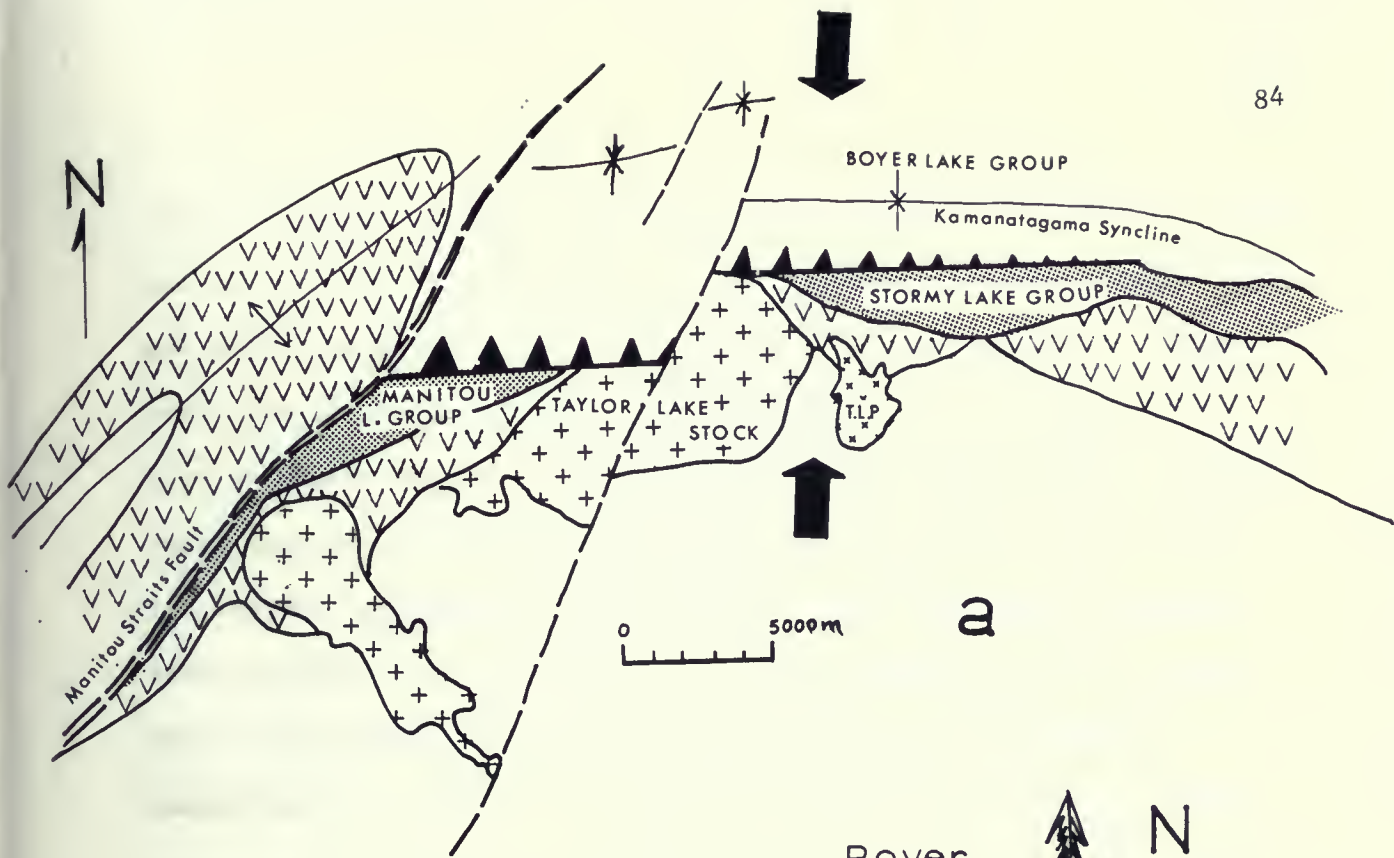 84
N
BOYER LAKE GROUP
Kamanatagama Syncline
STORMY LAKE GROUP
MANITOU
L. GROUP
TAYLOR LAKE
STOCK
T.L.P
Manitou Straits Fault
0 5000m
a
Boyer
N